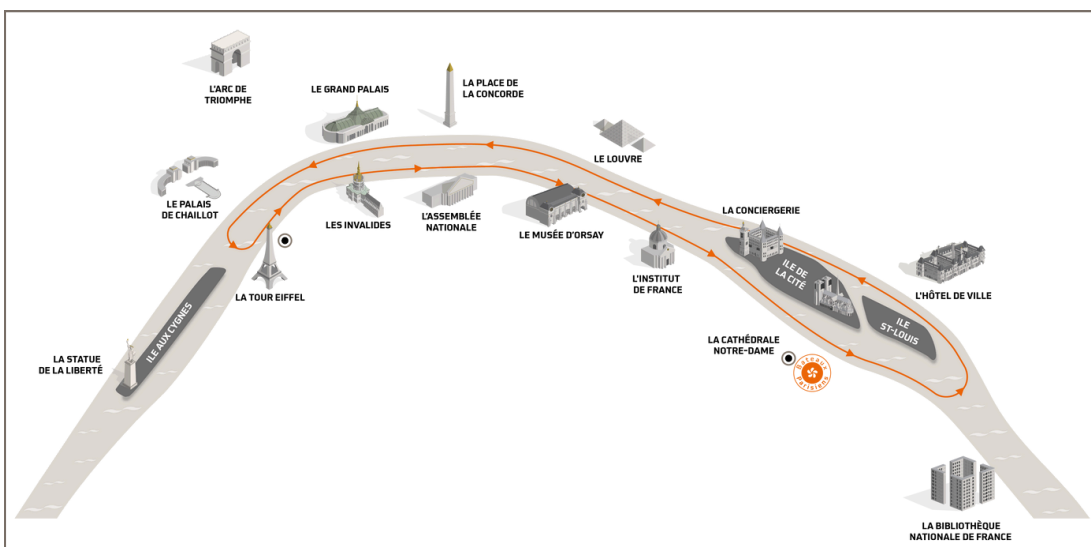 L'ARC DE
TRIOMPHE
LE GRAND PALAIS
LA PLACE DE
LA CONCORDE
LE LOUVRE
LE PALAIS
DE CHAILLOT
LES INVALIDES
L'ASSEMBLÉE
NATIONALE
LE MUSÉE D'ORSAY
LA CONCIERGERIE
L'INSTITUT
DE FRANCE
ILE DE
LA CITÉ
L'HÔTEL DE VILLE
LA TOUR EIFFEL
ILE
ST-LOUIS
ILE AUX CYGNES
LA STATUE
DE LA LIBERTÉ
LA CATHÉDRALE
NOTRE-DAME
Bateaux
Parisiens
LA BIBLIOTHÈQUE
NATIONALE DE FRANCE